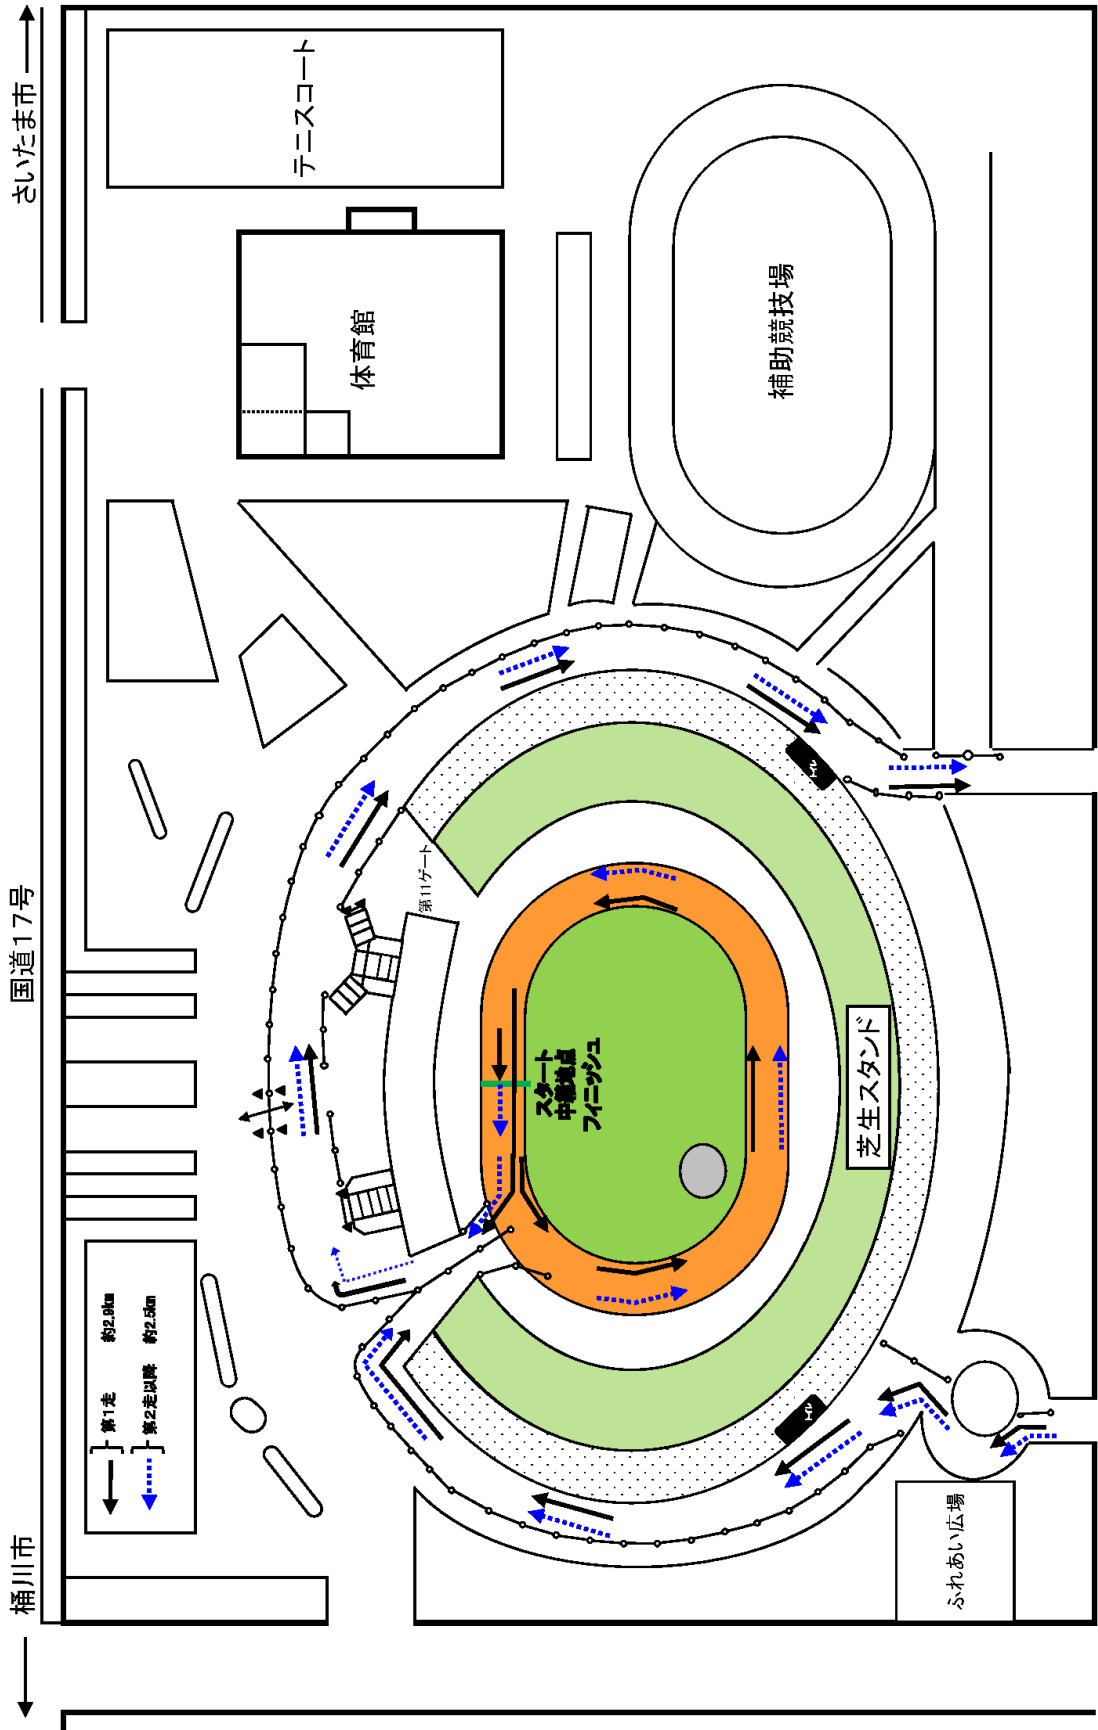 桶川市
国道17号
さいたま市
第1走 約2.9km
第2走以降 約2.5km
テニスコート
体育館
補助競技場
第11ゲート
スタート
中継地点
フィニッシュ
芝生スタンド
トイレ
トイレ
ふれあい広場